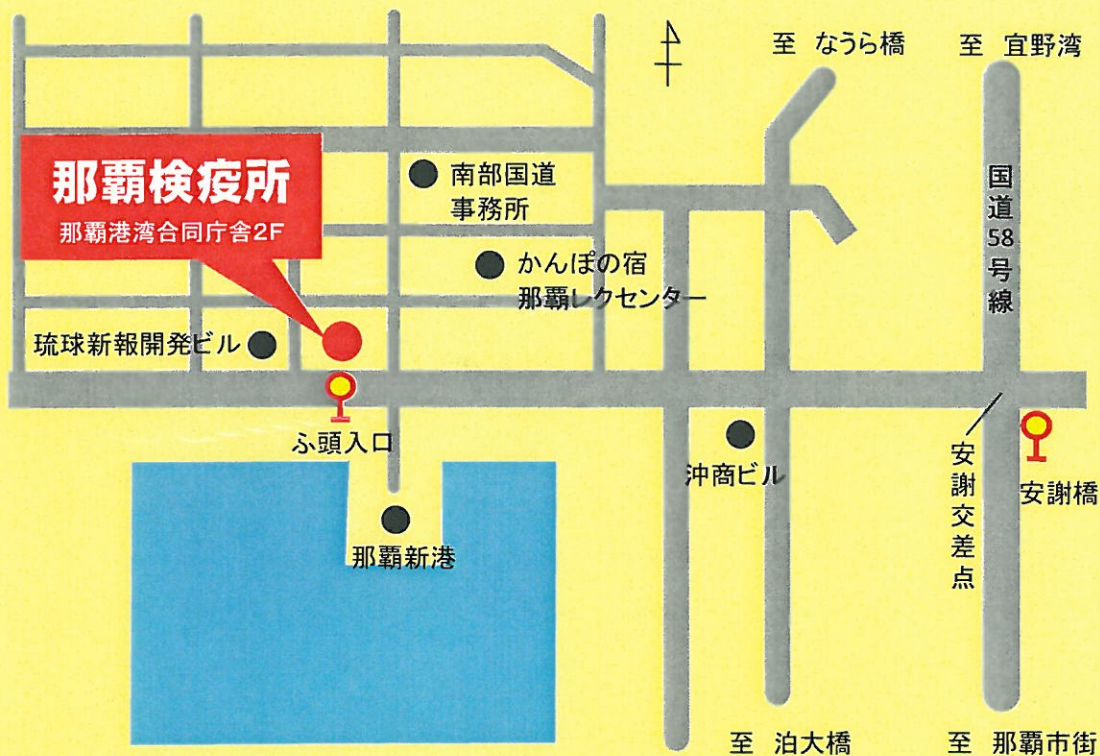 至 なうら橋
至 宜野湾
那覇検疫所
那覇港湾合同庁舎2F
南部国道
事務所
国道58号線
かんぽの宿
那覇レクセンター
琉球新報開発ビル
ふ頭入口
沖商ビル
安謝交差点
安謝橋
那覇新港
至 泊大橋
至 那覇市街